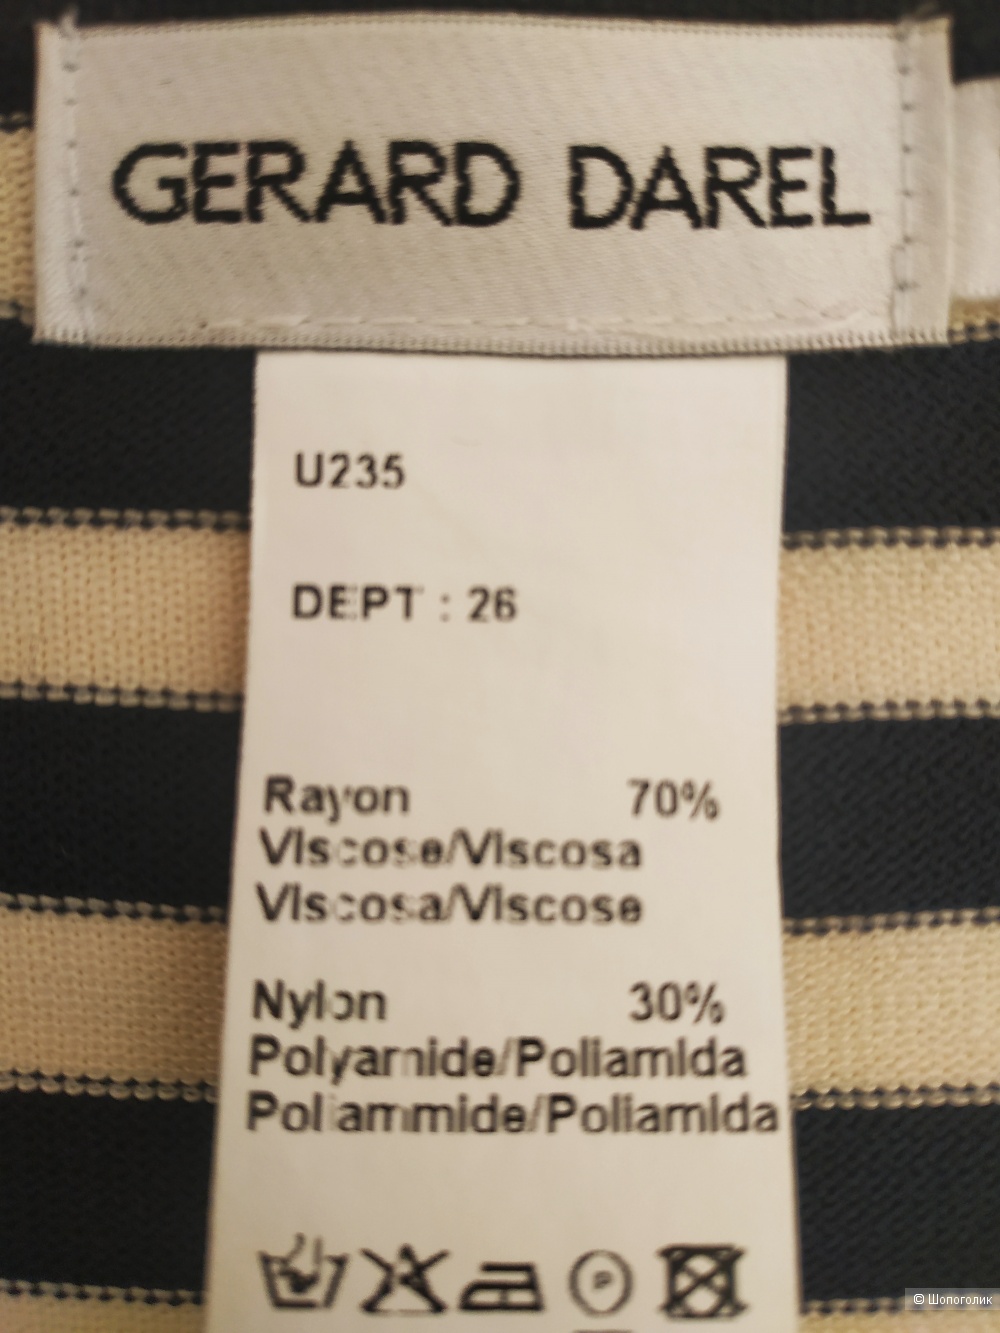 GERARD DAREL
U235
DEPT : 26
Rayon 70%
Viscose/Viscosa
Viscosa/Viscose
Nylon 30%
Polyamide/Poliamida
Poliammide/Poliamida
P
© Шопоголик